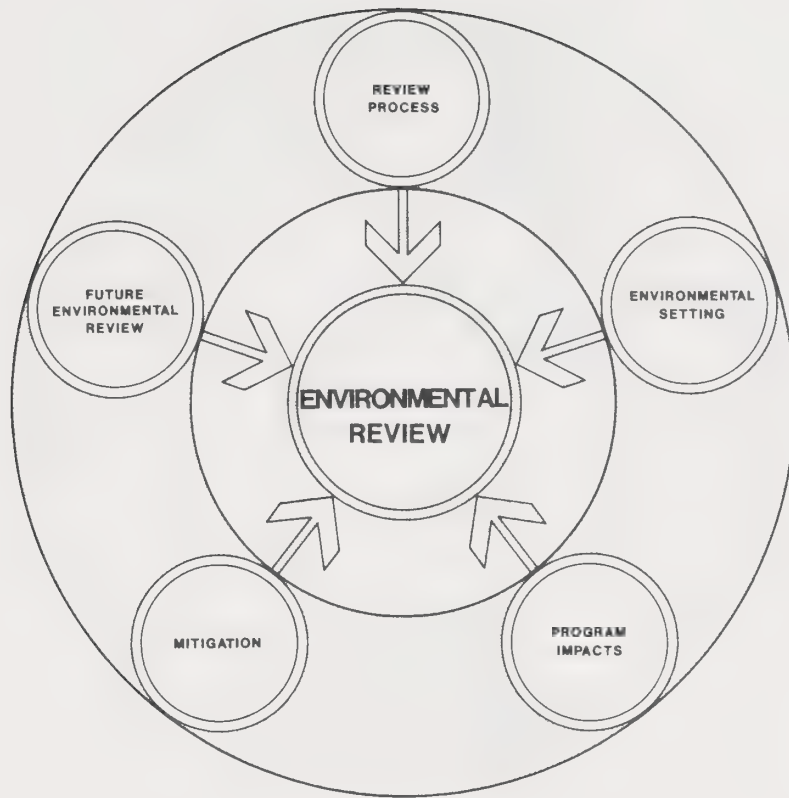 REVIEW
PROCESS
FUTURE
ENVIRONMENTAL
REVIEW
ENVIRONMENTAL
SETTING
ENVIRONMENTAL
REVIEW
MITIGATION
PROGRAM
IMPACTS